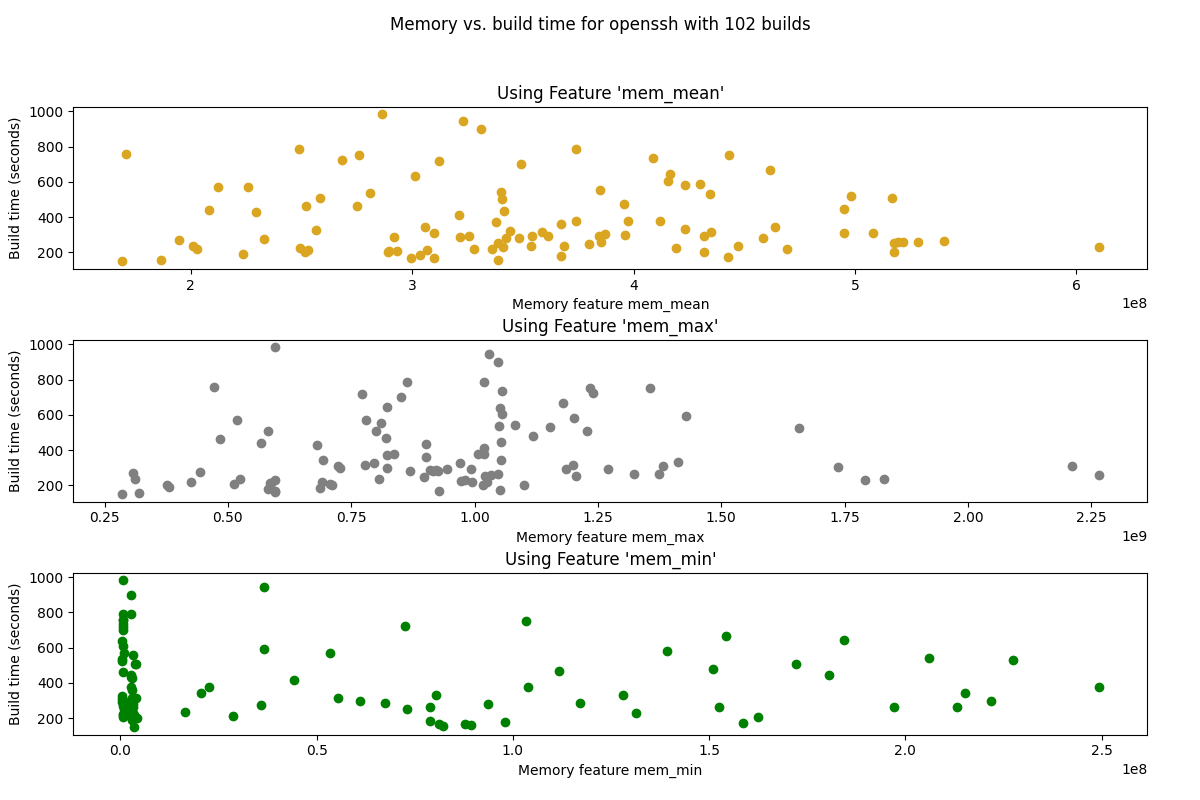 Memory vs. build time for openssh with 102 builds
Using Feature 'mem_mean'
Build time (seconds)
1000
800
600
400
200
2 3 4 5 6
1e8
Memory feature mem_mean
Using Feature 'mem_max'
Build time (seconds)
1000
800
600
400
200
0.25 0.50 0.75 1.00 1.25 1.50 1.75 2.00 2.25
1e9
Memory feature mem_max
Using Feature 'mem_min'
Build time (seconds)
1000
800
600
400
200
0.0 0.5 1.0 1.5 2.0 2.5
1e8
Memory feature mem_min